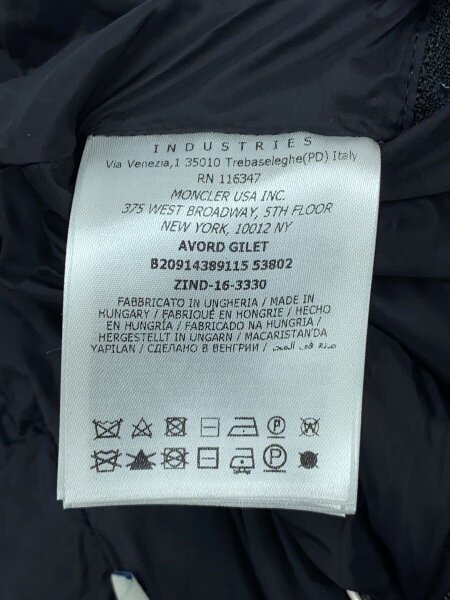 INDUSTRIES
Via Venezia,1 35010 Trebaseleghe(PD) Italy
RN 116347
MONCLER USA INC.
375 WEST BROADWAY, 5TH FLOOR
NEW YORK, 10012 NY
AVORD GILET
B20914389115 53802
ZIND-16-3330
FABBRICATO IN UNGHERIA / MADE IN
HUNGARY / FABRIQUÉ EN HONGRIE / HECHO
EN HUNGRÍA / FABRICADO NA HUNGRIA /
HERGESTELLT IN UNGARN / MACARISTAN'DA
YAPILAN / СДЕЛАНО В ВЕНГРИИ / صنع في المجر
P
P